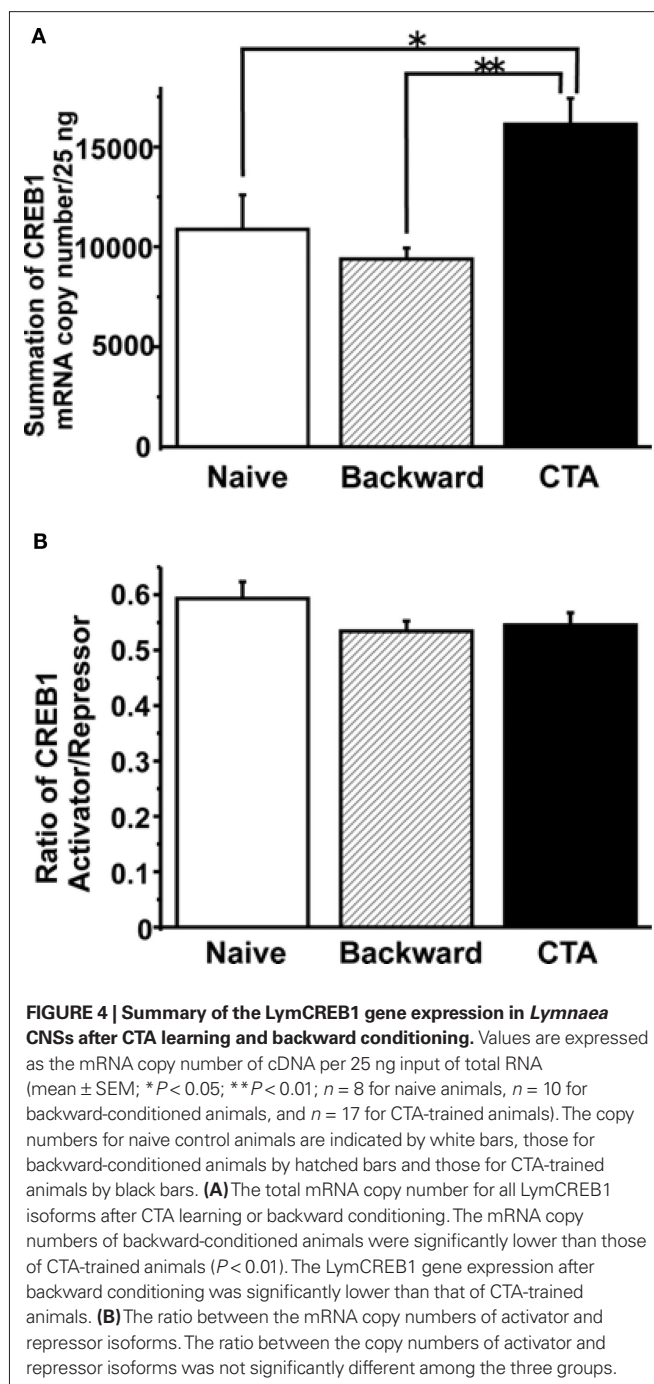 A
*
**
Summation of CREB1
mRNA copy number/25 ng
15000
10000
5000
0
Naive
Backward
CTA
B
Ratio of CREB1
Activator/Repressor
0.6
0.5
0.4
0.3
0.2
0.1
0
Naive
Backward
CTA
FIGURE 4 | Summary of the LymCREB1 gene expression in Lymnaea
CNSs after CTA learning and backward conditioning. Values are expressed
as the mRNA copy number of cDNA per 25 ng input of total RNA
(mean ± SEM; *P < 0.05; **P < 0.01; n = 8 for naive animals, n = 10 for
backward-conditioned animals, and n = 17 for CTA-trained animals). The copy
numbers for naive control animals are indicated by white bars, those for
backward-conditioned animals by hatched bars and those for CTA-trained
animals by black bars. (A) The total mRNA copy number for all LymCREB1
isoforms after CTA learning or backward conditioning. The mRNA copy
numbers of backward-conditioned animals were significantly lower than those
of CTA-trained animals (P < 0.01). The LymCREB1 gene expression after
backward conditioning was significantly lower than that of CTA-trained
animals. (B) The ratio between the mRNA copy numbers of activator and
repressor isoforms. The ratio between the copy numbers of activator and
repressor isoforms was not significantly different among the three groups.